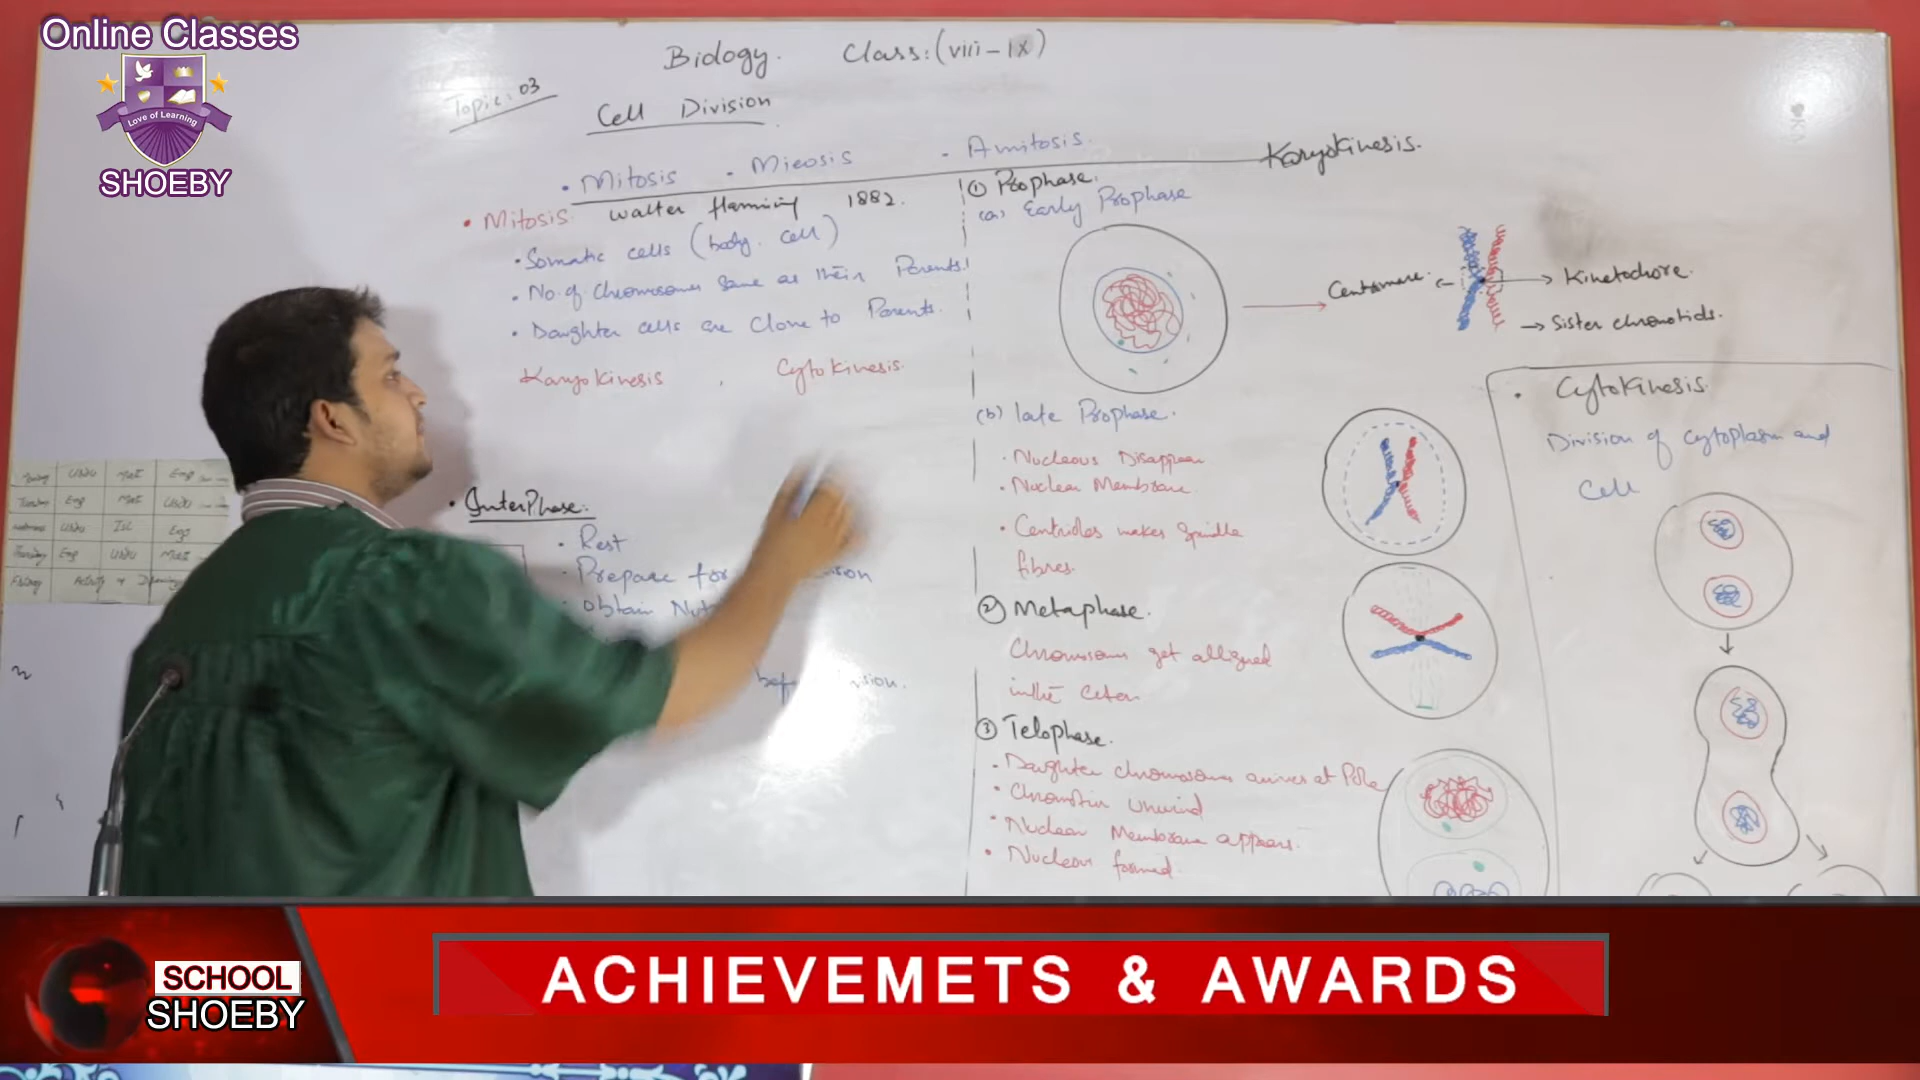 Online Classes
Love of Learning
SHOEBY
Biology. Class: (viii - ix)
Topic: 03
Cell Division
• Mitosis • Mieosis • Amitosis.
Karyokinesis.
• Mitosis walter flamming 1882.
• Somatic cells (body. cell)
• No. of chromosomes same as their Parents.
• Daughter cells are Clone to Parents.
Karyokinesis , Cytokinesis.
• InterPhase.
• Rest
• Prepare for
• obtain
① Prophase.
(a) Early Prophase
Centromere.
→ Kinetochore.
→ Sister chromatids.
(b) late Prophase.
• Nucleous Disappear
• Nuclear Membrane.
• Centrioles makes Spindle
fibres.
② Metaphase.
Chromosomes get alligned
in the Center
③ Telophase.
• Daughter chromosomes arrives at Pole
• Chromatin unwind
• Nuclear Membrane appears.
• Nucleous formed
• Cytokinesis.
Division of cytoplasm and
Cell
SCHOOL
SHOEBY
ACHIEVEMETS & AWARDS